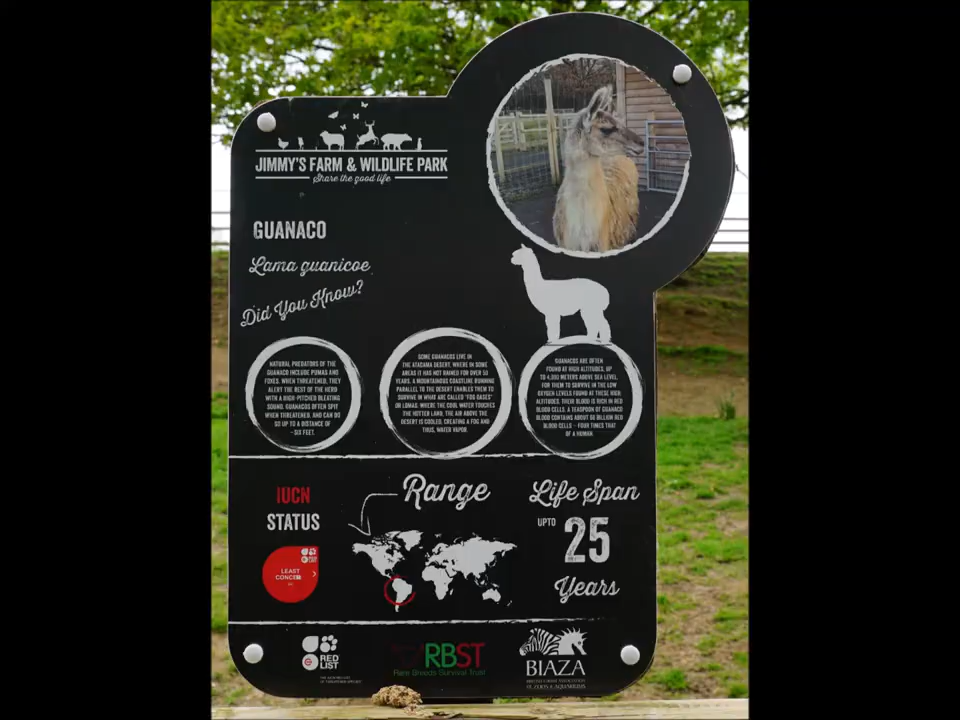 JIMMY'S FARM & WILDLIFE PARK
Share the good life
GUANACO
Lama guanicoe
Did You Know?
NATURAL PREDATORS OF THE
GUANACO INCLUDE PUMAS AND
FOXES. WHEN THREATENED, THEY
ALERT THE REST OF THE HERD
WITH A HIGH-PITCHED BLEATING
SOUND. GUANACOS OFTEN SPIT
WHEN THREATENED, AND CAN DO
SO UP TO A DISTANCE OF
~SIX FEET.
SOME GUANACOS LIVE IN
THE ATACAMA DESERT, WHERE IN SOME
AREAS IT HAS NOT RAINED FOR OVER 50
YEARS. A MOUNTAINOUS COASTLINE RUNNING
PARALLEL TO THE DESERT ENABLES THEM TO
SURVIVE IN WHAT ARE CALLED "FOG OASES"
OR LOMAS. WHERE THE COOL WATER TOUCHES
THE HOTTER LAND, THE AIR ABOVE THE
DESERT IS COOLED, CREATING A FOG AND
THUS, WATER VAPOR.
GUANACOS ARE OFTEN
FOUND AT HIGH ALTITUDES, UP
TO 4,000 METERS ABOVE SEA LEVEL.
FOR THEM TO SURVIVE IN THE LOW
OXYGEN LEVELS FOUND AT THESE HIGH
ALTITUDES, THEIR BLOOD IS RICH IN RED
BLOOD CELLS. A TEASPOON OF GUANACO
BLOOD CONTAINS ABOUT 68 BILLION RED
BLOOD CELLS - FOUR TIMES THAT
OF A HUMAN.
IUCN
STATUS
RED
LIST
LEAST
CONCERN
Range
Life Span
UPTO
25
Years
RED
LIST
RBST
Rare Breeds Survival Trust
BIAZA